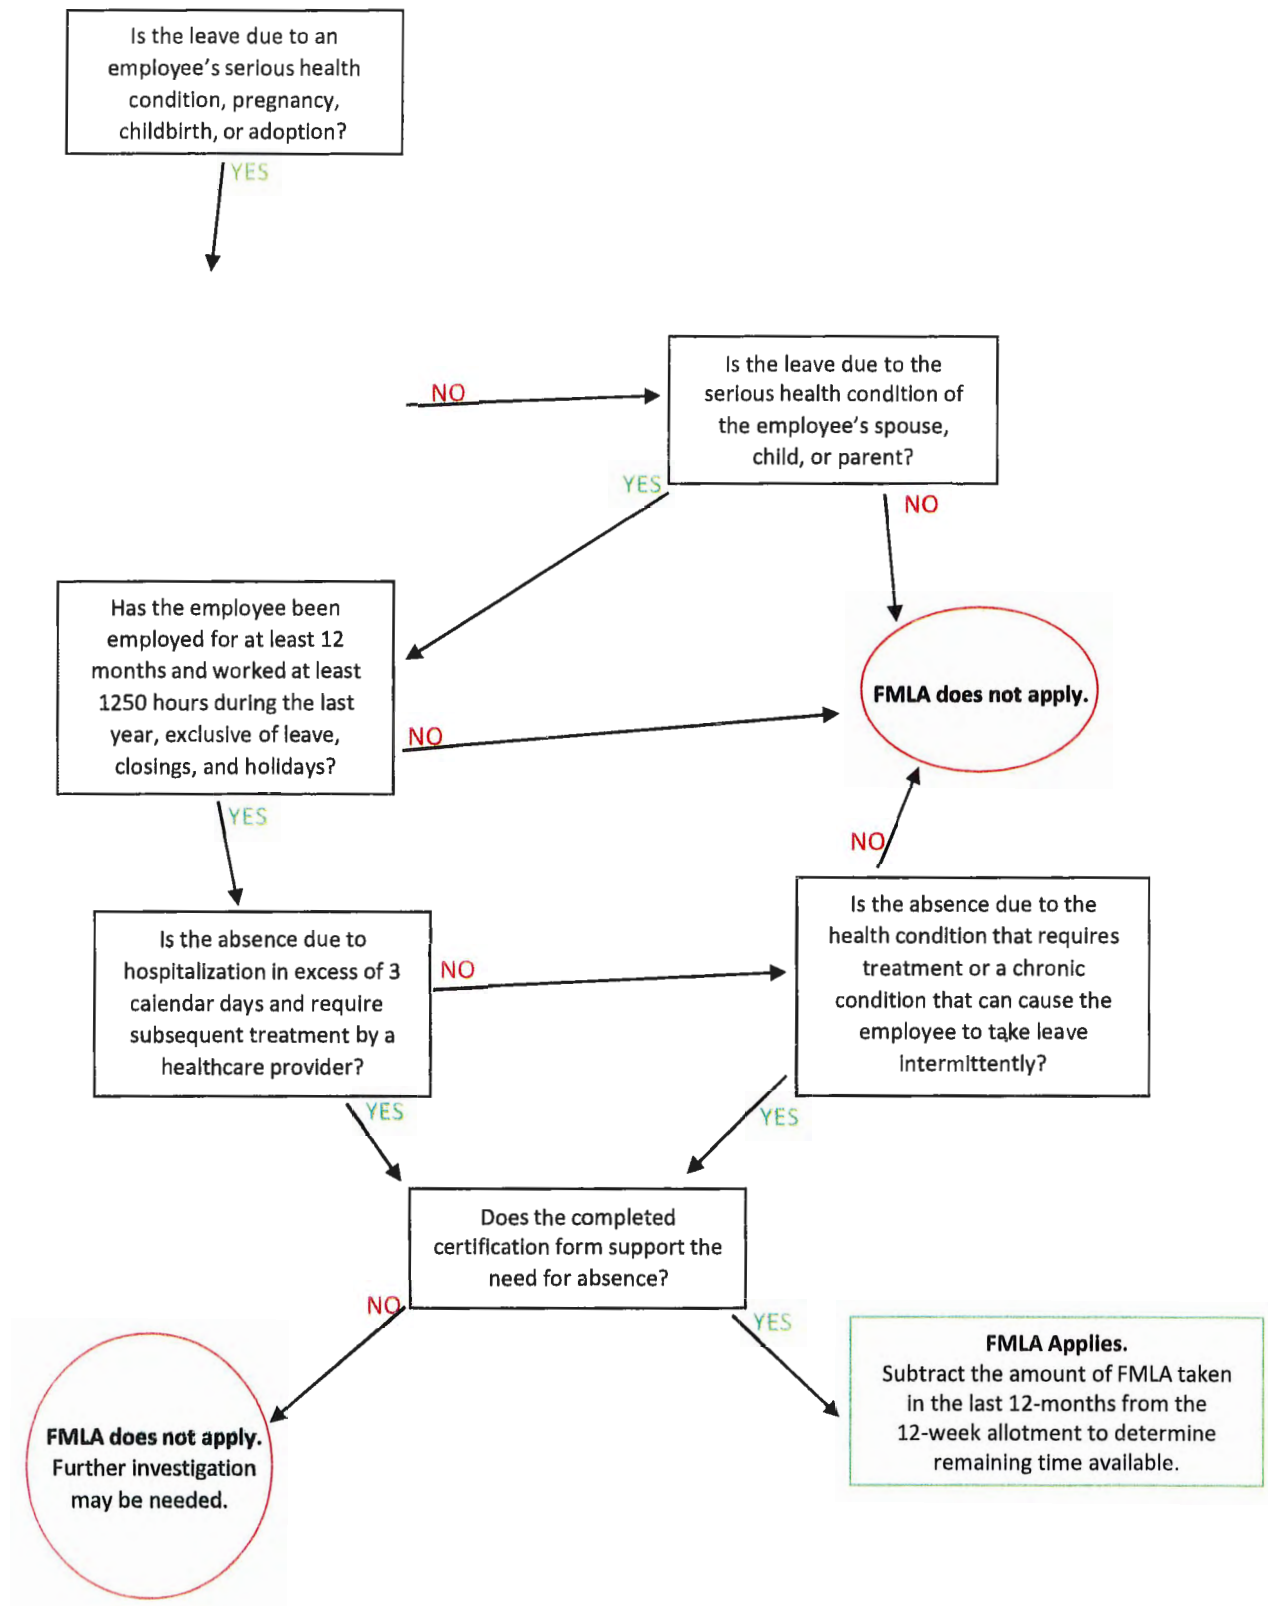 Is the leave due to an
employee's serious health
condition, pregnancy,
childbirth, or adoption?
YES
NO
Is the leave due to the
serious health condition of
the employee's spouse,
child, or parent?
YES
NO
Has the employee been
employed for at least 12
months and worked at least
1250 hours during the last
year, exclusive of leave,
closings, and holidays?
NO
FMLA does not apply.
YES
NO
Is the absence due to
hospitalization in excess of 3
calendar days and require
subsequent treatment by a
healthcare provider?
NO
Is the absence due to the
health condition that requires
treatment or a chronic
condition that can cause the
employee to take leave
intermittently?
YES
YES
Does the completed
certification form support the
need for absence?
NO
YES
FMLA does not apply.
Further investigation
may be needed.
FMLA Applies.
Subtract the amount of FMLA taken
in the last 12-months from the
12-week allotment to determine
remaining time available.